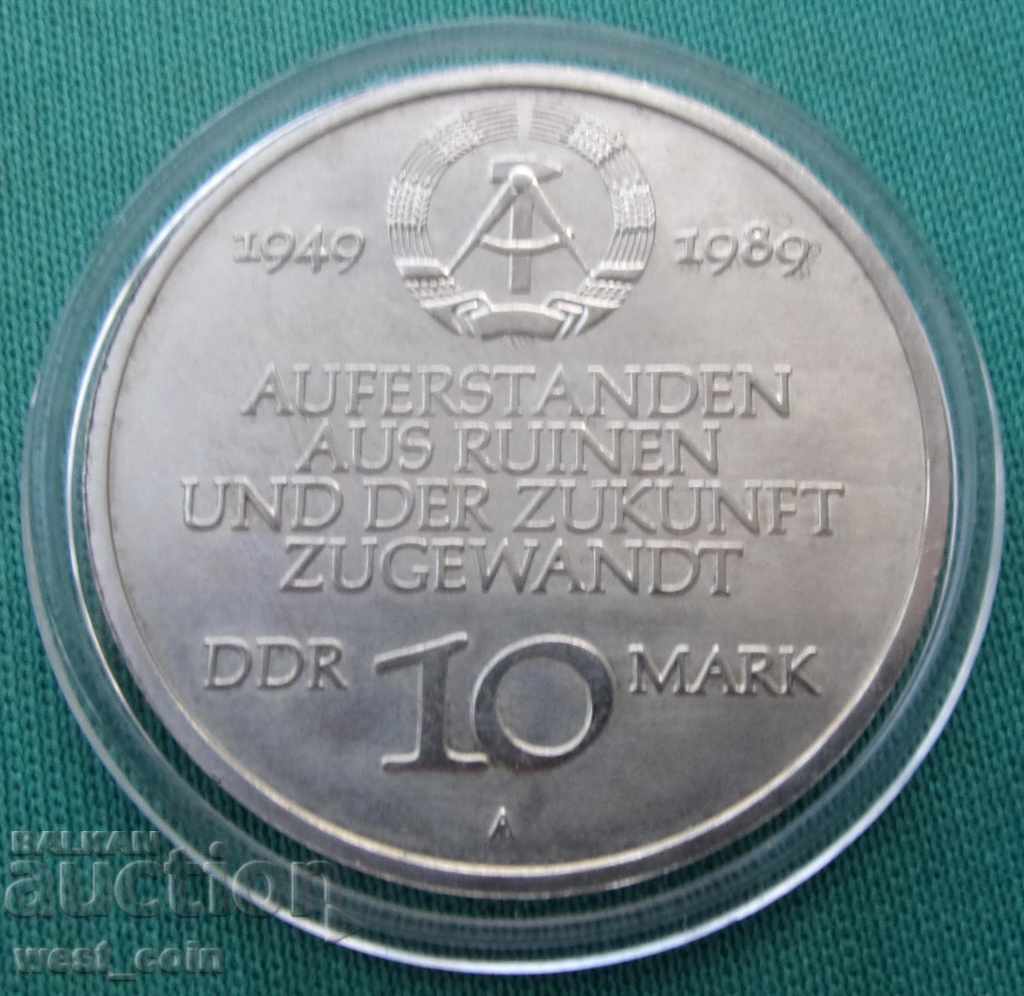 1949 1989
AUFERSTANDEN
AUS RUINEN
UND DER ZUKUNFT
ZUGEWANDT
DDR 10 MARK
A
BALKAN
auction
west_coin